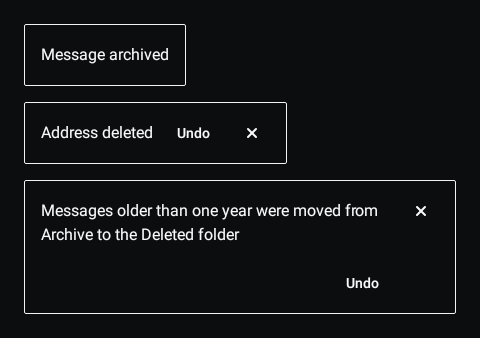 Message archived
Address deleted Undo
Messages older than one year were moved from
Archive to the Deleted folder
Undo